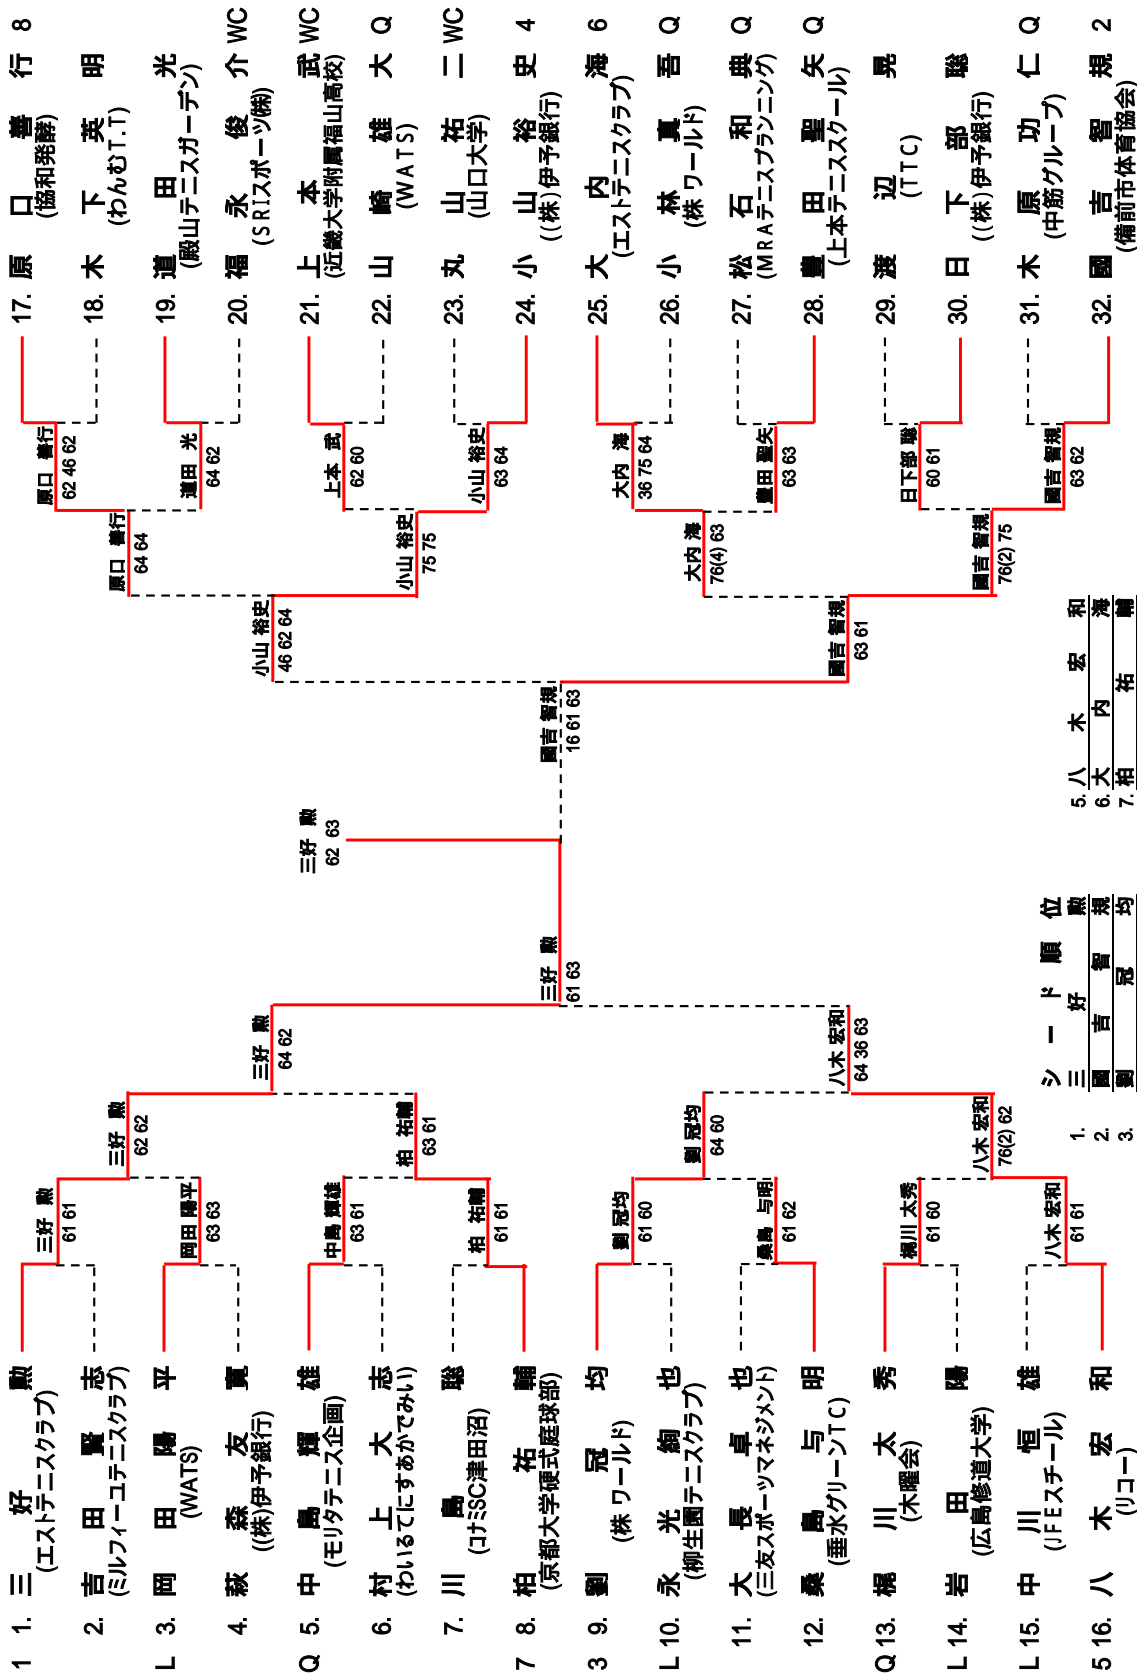 1 1. 三好 勲
(エストテニスクラブ)
2. 吉田 賢志
(ミルフィーユテニスクラブ)
L 3. 岡田 陽平
(WATS)
4. 萩森 友寛
((株)伊予銀行)
Q 5. 中島 輝雄
(モリタテニス企画)
6. 村上 大志
(わいるてにすあかでみい)
7. 川島 聡
(コナミSC津田沼)
7 8. 柏 祐輔
(京都大学硬式庭球部)
3 9. 劉 冠均
(株 ワールド)
L 10. 永光 絢也
(柳生園テニスクラブ)
11. 大長 卓也
(三友スポーツマネジメント)
12. 桑島 与明
(垂水グリーンTC)
Q 13. 梶川 太秀
(木曜会)
L 14. 岩田 陽
(広島修道大学)
L 15. 中川 恒雄
(JFEスチール)
5 16. 八木 宏和
(リコー)
三好 勲
61 61
岡田 陽平
63 63
中島 輝雄
63 61
柏 祐輔
61 61
劉 冠均
61 60
桑島 与明
61 62
梶川 太秀
61 60
八木 宏和
61 61
三好 勲
62 62
柏 祐輔
63 61
劉 冠均
64 60
八木 宏和
76(2) 62
三好 勲
64 62
八木 宏和
64 36 63
三好 勲
61 63
三好 勲
62 63
國吉 智規
16 61 63
小山 裕史
46 62 64
國吉 智規
63 61
原口 善行
64 64
小山 裕史
75 75
大内 海
76(4) 63
國吉 智規
76(2) 75
原口 善行
62 46 62
道田 光
64 62
上本 武
62 60
小山 裕史
63 64
大内 海
36 75 64
豊田 聖矢
63 63
日下部 聡
60 61
國吉 智規
63 62
17. 原口 善行 8
(協和発酵)
18. 木下 英明
(わんむT.T)
19. 道田 光
(殿山テニスガーデン)
20. 福永 俊介 WC
(SRIスポーツ(株))
21. 上本 武 WC
(近畿大学附属福山高校)
22. 山崎 雄大 Q
(WATS)
23. 丸山 祐二 WC
(山口大学)
24. 小山 裕史 4
((株)伊予銀行)
25. 大内 海 6
(エストテニスクラブ)
26. 小林 真吾 Q
(株 ワールド)
27. 松石 和典 Q
(MRAテニスプランニング)
28. 豊田 聖矢 Q
(上本テニススクール)
29. 渡辺 晃
(TTC)
30. 日下部 聡
((株)伊予銀行)
31. 木原 功仁 Q
(中筋グループ)
32. 國吉 智規 2
(備前市体育協会)
シード順位
1. 三好 勲
2. 國吉 智規
3. 劉 冠均
5. 八木 宏和
6. 大内 海
7. 柏 祐輔